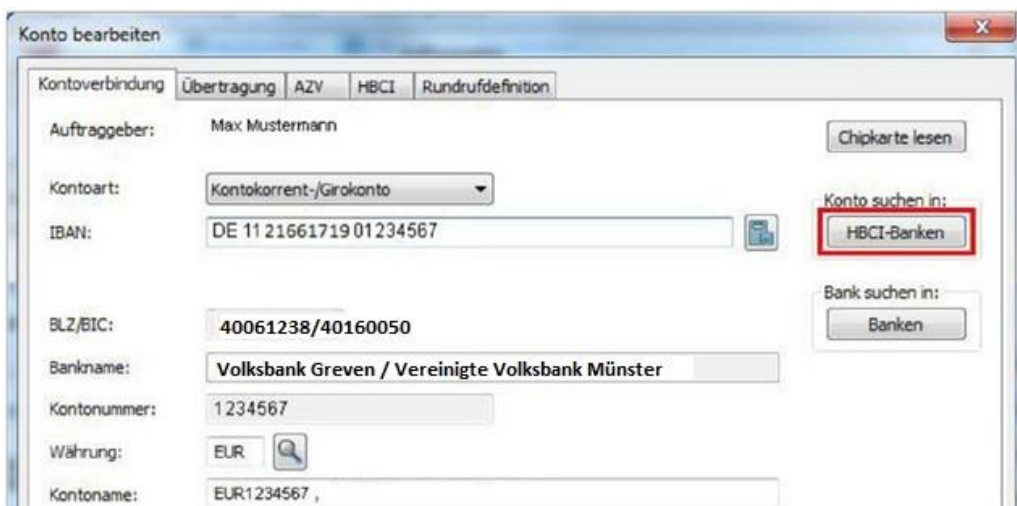 Konto bearbeiten
Kontoverbindung Übertragung AZV HBCI Rundrufdefinition
Auftraggeber: Max Mustermann
Chipkarte lesen
Kontoart: Kontokorrent-/Girokonto
Konto suchen in:
IBAN: DE 11 21661719 01234567
HBCI-Banken
Bank suchen in:
BLZ/BIC: 40061238/40160050
Banken
Bankname: Volksbank Greven / Vereinigte Volksbank Münster
Kontonummer: 1234567
Währung: EUR
Kontoname: EUR1234567 ,